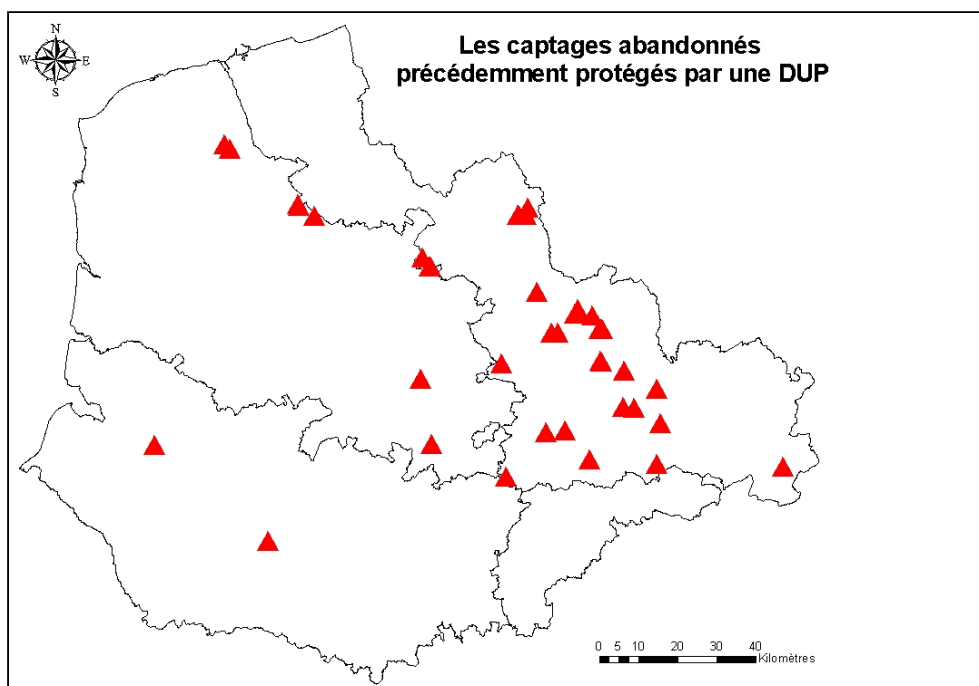 Les captages abandonnés
précédemment protégés par une DUP
N
W E
S
0 5 10 20 30 40
Kilomètres